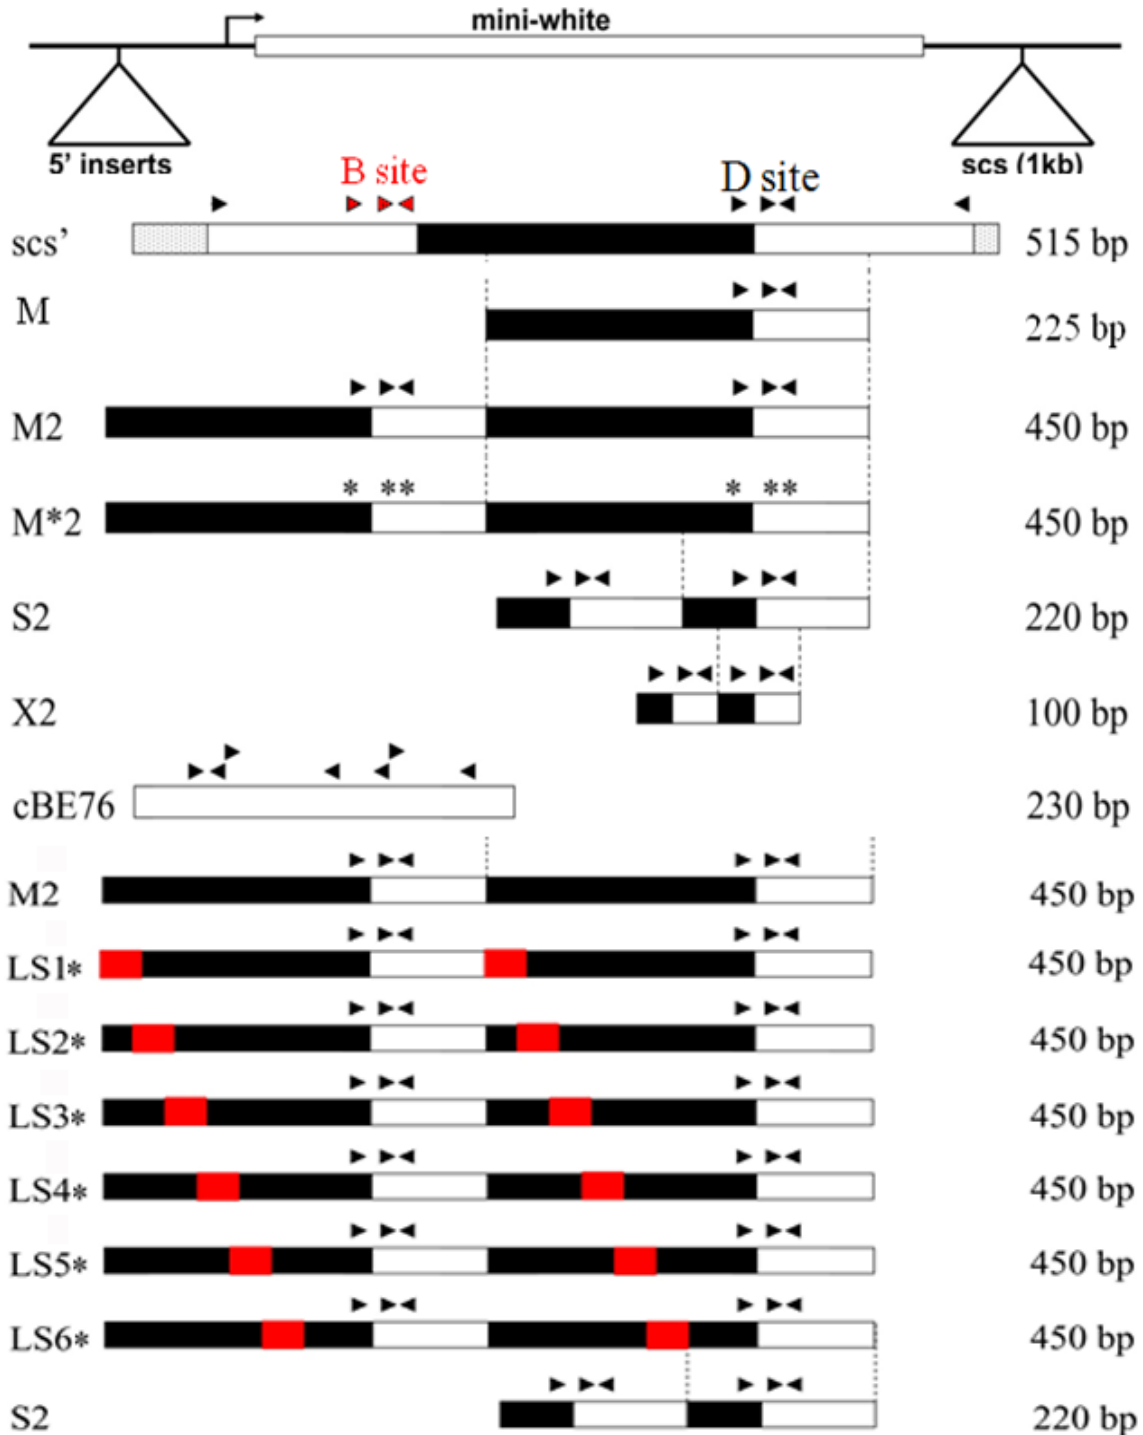 mini-white
5' inserts
scs (1kb)
B site
D site
scs’ 515 bp
M 225 bp
M2 450 bp
* ** * **
M*2 450 bp
S2 220 bp
X2 100 bp
cBE76 230 bp
M2 450 bp
LS1* 450 bp
LS2* 450 bp
LS3* 450 bp
LS4* 450 bp
LS5* 450 bp
LS6* 450 bp
S2 220 bp